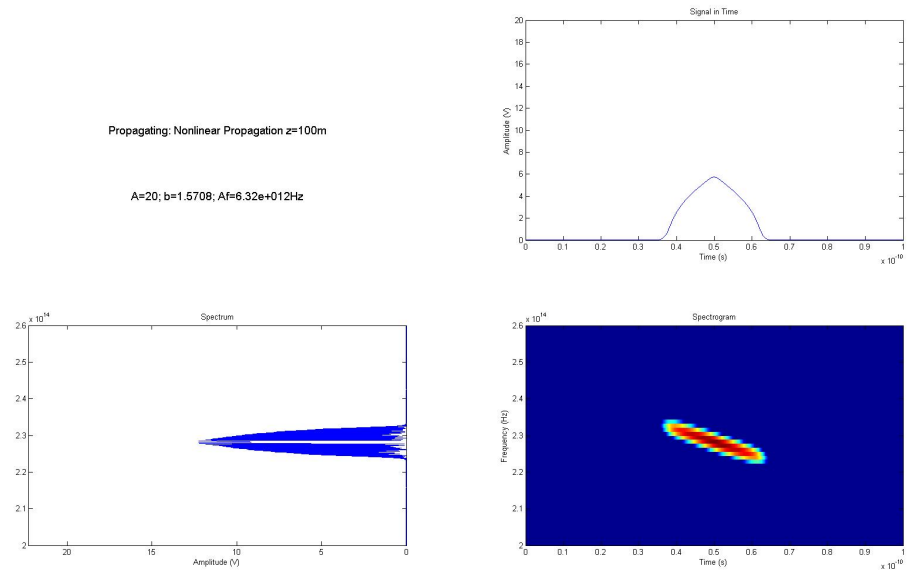 Propagating: Nonlinear Propagation z=100m
A=20; b=1.5708; Af=6.32e+012Hz
Signal in Time
20
18
16
14
12
10
8
6
4
2
0
Amplitude (V)
0 0.1 0.2 0.3 0.4 0.5 0.6 0.7 0.8 0.9 1
Time (s)
x 10^-10
Spectrum
x 10^14
2.6
2.5
2.4
2.3
2.2
2.1
2
20 15 10 5 0
Amplitude (V)
Spectrogram
x 10^14
2.6
2.5
2.4
2.3
2.2
2.1
2
Frequency (Hz)
0 0.1 0.2 0.3 0.4 0.5 0.6 0.7 0.8 0.9 1
Time (s)
x 10^-10